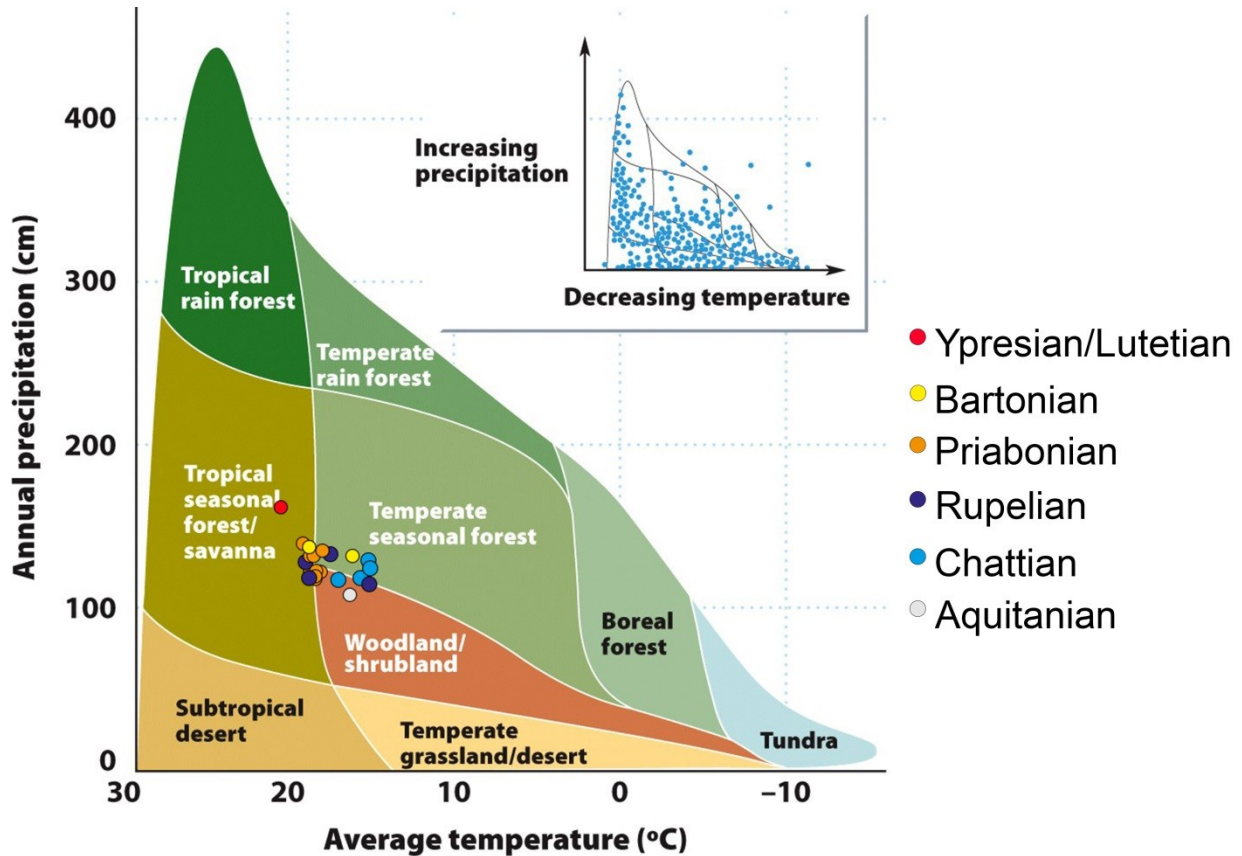 Annual precipitation (cm)
400
300
200
100
0
30
20
10
0
−10
Average temperature (ºC)
Tropical
rain forest
Temperate
rain forest
Tropical
seasonal
forest/
savanna
Temperate
seasonal forest
Boreal
forest
Woodland/
shrubland
Subtropical
desert
Temperate
grassland/desert
Tundra
Increasing
precipitation
Decreasing temperature
Ypresian/Lutetian
Bartonian
Priabonian
Rupelian
Chattian
Aquitanian